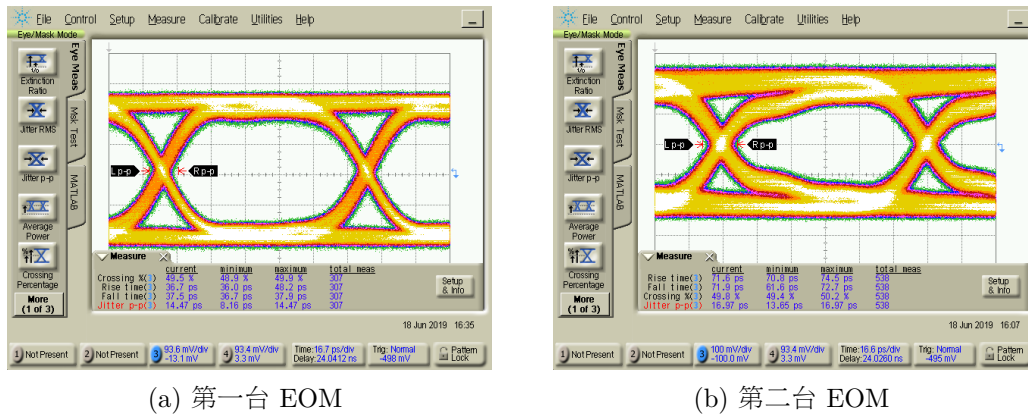 File Control Setup Measure Calibrate Utilities Help
Eye/Mask Mode
Extinction
Ratio
Jitter RMS
Jitter p-p
Average
Power
Crossing
Percentage
More
(1 of 3)
Eye Meas
Msk Test
MATLAB
L p-p
R p-p
Measure
current minimum maximum total meas
Crossing %(3) 49.5 % 48.9 % 49.9 % 307
Rise time(3) 36.7 ps 36.0 ps 48.2 ps 307
Fall time(3) 37.5 ps 36.7 ps 37.9 ps 307
Jitter p-p(3) 14.47 ps 8.16 ps 14.47 ps 307
Setup
& Info
18 Jun 2019 16:35
1 Not Present 2 Not Present 3 93.6 mV/div 4 93.4 mV/div Time:16.7 ps/div Trig: Normal Pattern
-13.1 mV 3.3 mV Delay:24.0412 ns -498 mV Lock
(a) 第一台 EOM
File Control Setup Measure Calibrate Utilities Help
Eye/Mask Mode
Extinction
Ratio
Jitter RMS
Jitter p-p
Average
Power
Crossing
Percentage
More
(1 of 3)
Eye Meas
Msk Test
MATLAB
L p-p
R p-p
Measure
current minimum maximum total meas
Rise time(3) 71.6 ps 70.8 ps 74.5 ps 538
Fall time(3) 71.9 ps 61.6 ps 72.7 ps 538
Crossing %(3) 49.8 % 49.4 % 50.2 % 538
Jitter p-p(3) 16.97 ps 13.65 ps 16.97 ps 538
Setup
& Info
18 Jun 2019 16:07
1 Not Present 2 Not Present 3 100 mV/div 4 93.4 mV/div Time:16.6 ps/div Trig: Normal Pattern
-100.0 mV 3.3 mV Delay:24.0260 ns -495 mV Lock
(b) 第二台 EOM